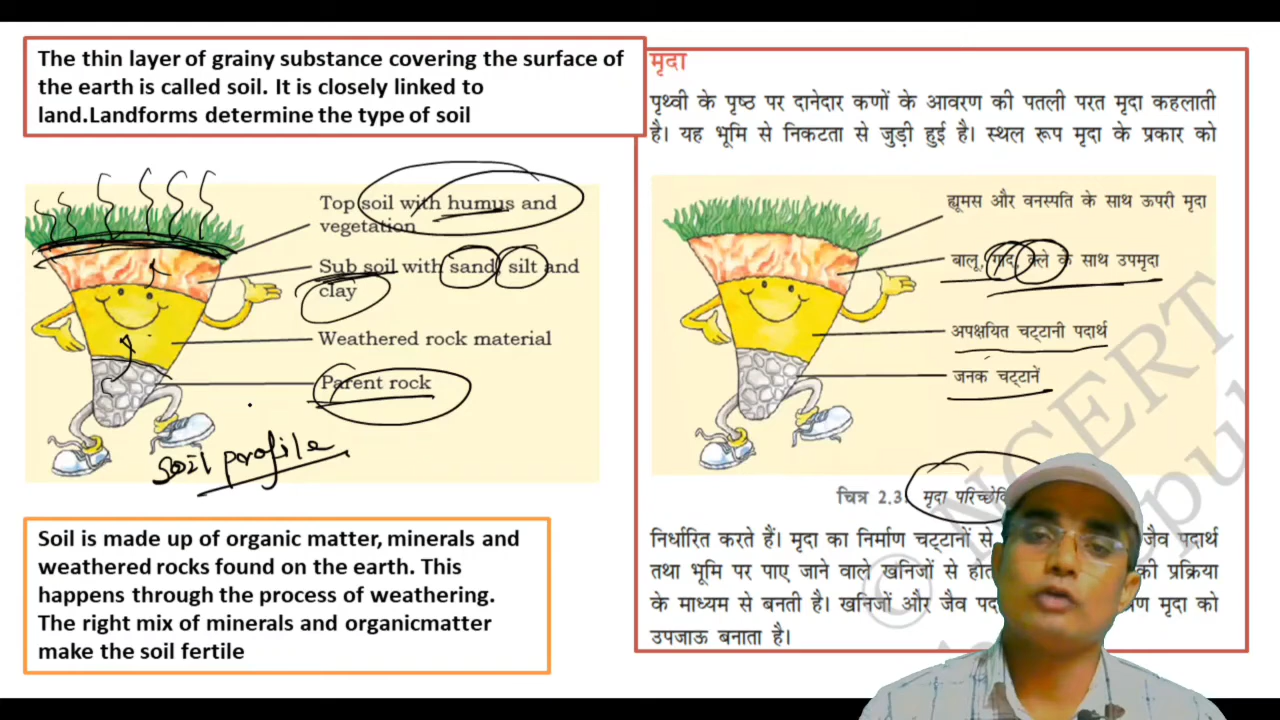 The thin layer of grainy substance covering the surface of
the earth is called soil. It is closely linked to
land.Landforms determine the type of soil
Top soil with humus and
vegetation
Sub soil with sand, silt and
clay
Weathered rock material
Parent rock
soil profile
Soil is made up of organic matter, minerals and
weathered rocks found on the earth. This
happens through the process of weathering.
The right mix of minerals and organicmatter
make the soil fertile
मृदा
पृथ्वी के पृष्ठ पर दानेदार कणों के आवरण की पतली परत मृदा कहलाती
है। यह भूमि से निकटता से जुड़ी हुई है। स्थल रूप मृदा के प्रकार को
ह्यूमस और वनस्पति के साथ ऊपरी मृदा
बालू, गाद, क्ले के साथ उपमृदा
अपक्षयित चट्टानी पदार्थ
जनक चट्टानें
चित्र 2.3 मृदा
निर्धारित करते हैं। मृदा का निर्माण चट्टानों से जैव पदार्थ
तथा भूमि पर पाए जाने वाले खनिजों से की प्रक्रिया
के माध्यम से बनती है। खनिजों और जैव मृदा को
उपजाऊ बनाता है।
© NCERT